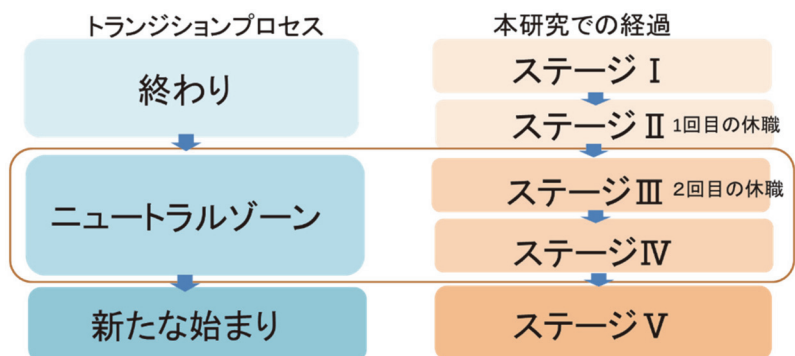 トランジションプロセス
終わり
ニュートラルゾーン
新たな始まり
本研究での経過
ステージⅠ
ステージⅡ 1回目の休職
ステージⅢ 2回目の休職
ステージⅣ
ステージⅤ